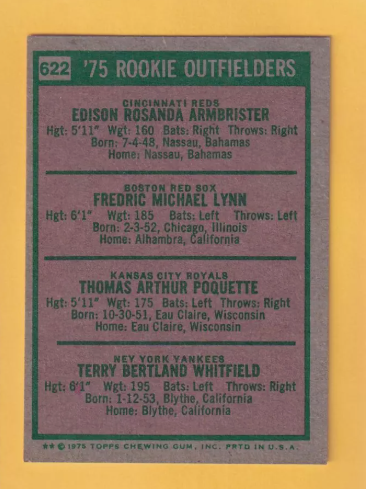 622 '75 ROOKIE OUTFIELDERS
CINCINNATI REDS
EDISON ROSANDA ARMBRISTER
Hgt: 5'11" Wgt: 160 Bats: Right Throws: Right
Born: 7-4-48, Nassau, Bahamas
Home: Nassau, Bahamas
BOSTON RED SOX
FREDRIC MICHAEL LYNN
Hgt: 6'1" Wgt: 185 Bats: Left Throws: Left
Born: 2-3-52, Chicago, Illinois
Home: Alhambra, California
KANSAS CITY ROYALS
THOMAS ARTHUR POQUETTE
Hgt: 5'11" Wgt: 175 Bats: Left Throws: Right
Born: 10-30-51, Eau Claire, Wisconsin
Home: Eau Claire, Wisconsin
NEW YORK YANKEES
TERRY BERTLAND WHITFIELD
Hgt: 6'1" Wgt: 195 Bats: Left Throws: Right
Born: 1-12-53, Blythe, California
Home: Blythe, California
** © 1975 TOPPS CHEWING GUM, INC. PRTD IN U.S.A.